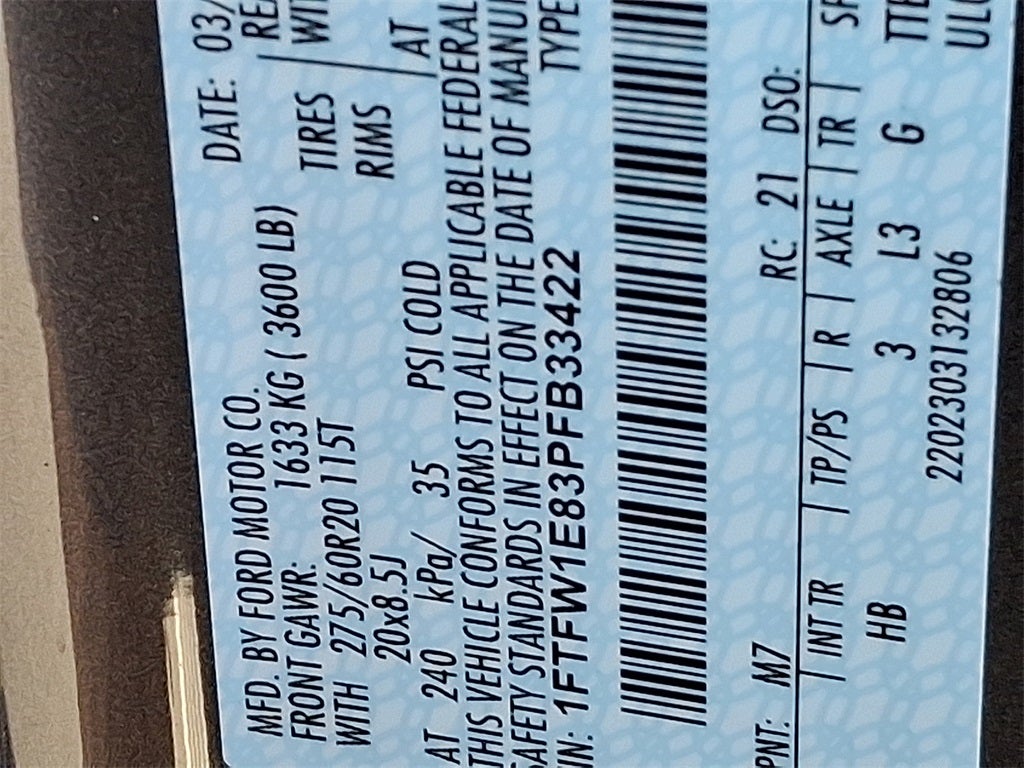 MFD. BY FORD MOTOR CO. DATE: 03/
FRONT GAWR: 1633 KG ( 3600 LB)
WITH 275/60R20 115T TIRES
20x8.5J RIMS
AT 240 kPa/ 35 PSI COLD AT
THIS VEHICLE CONFORMS TO ALL APPLICABLE FEDERAL
SAFETY STANDARDS IN EFFECT ON THE DATE OF MANU
IN: 1FTFW1E83PFB33422 TYPE
PNT: M7 RC: 21 DSO:
INT TR TP/PS R AXLE TR
HB 3 L3 G
2202303132806